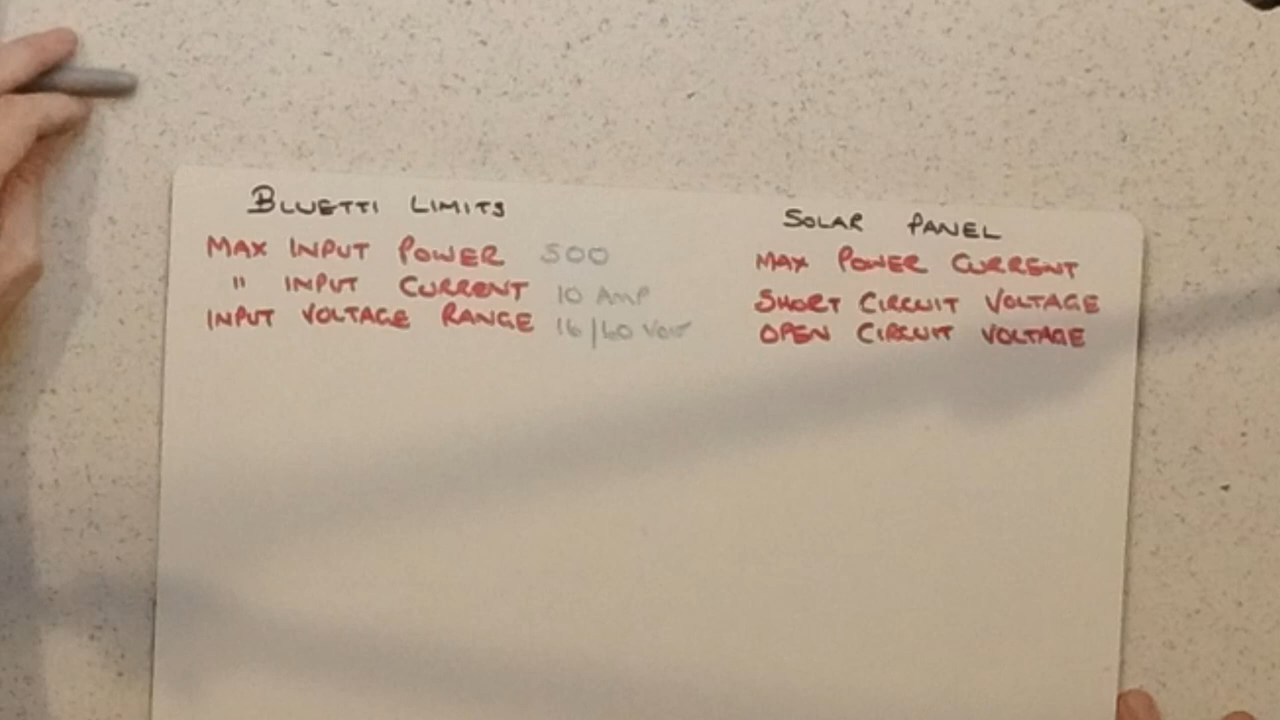 BLUETTI LIMITS
MAX INPUT POWER 500
" INPUT CURRENT 10 AMP
INPUT VOLTAGE RANGE 16/60 VOLT
SOLAR PANEL
MAX POWER CURRENT
SHORT CIRCUIT VOLTAGE
OPEN CIRCUIT VOLTAGE